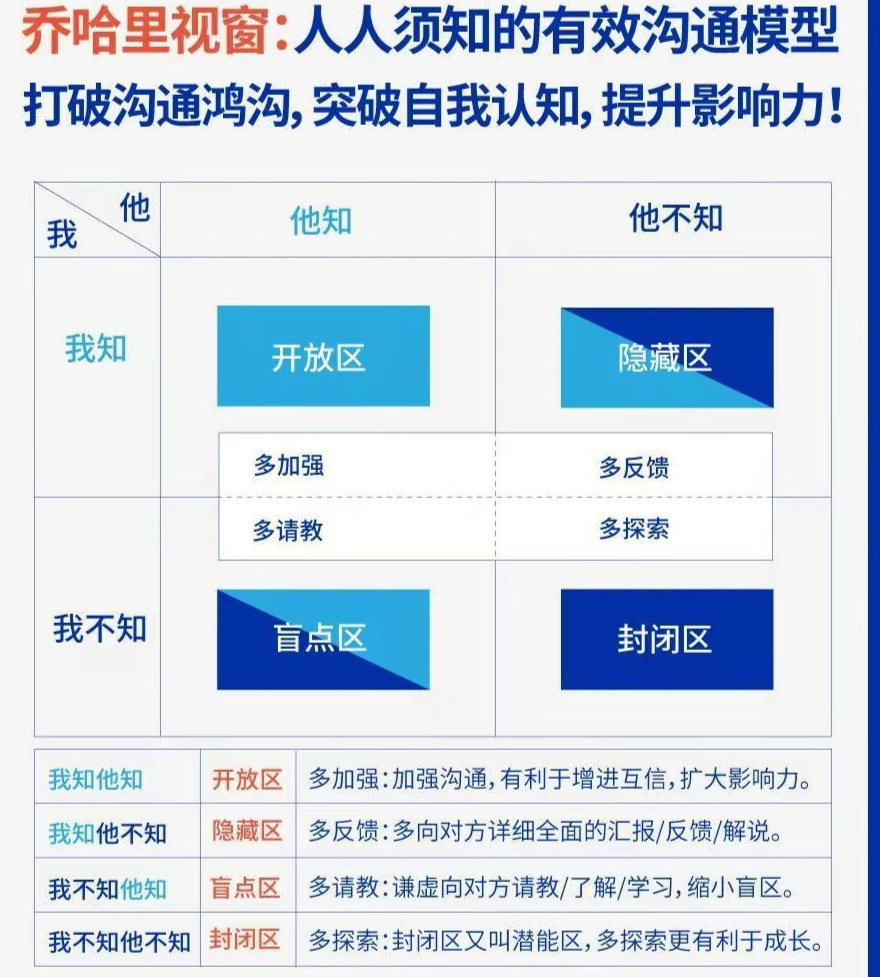 乔哈里视窗：人人须知的有效沟通模型
打破沟通鸿沟，突破自我认知，提升影响力！
他
我
他知
他不知
我知
开放区
隐藏区
多加强
多反馈
多请教
多探索
我不知
盲点区
封闭区
我知他知 开放区 多加强：加强沟通，有利于增进互信，扩大影响力。
我知他不知 隐藏区 多反馈：多向对方详细全面的汇报/反馈/解说。
我不知他知 盲点区 多请教：谦虚向对方请教/了解/学习，缩小盲区。
我不知他不知 封闭区 多探索：封闭区又叫潜能区，多探索更有利于成长。